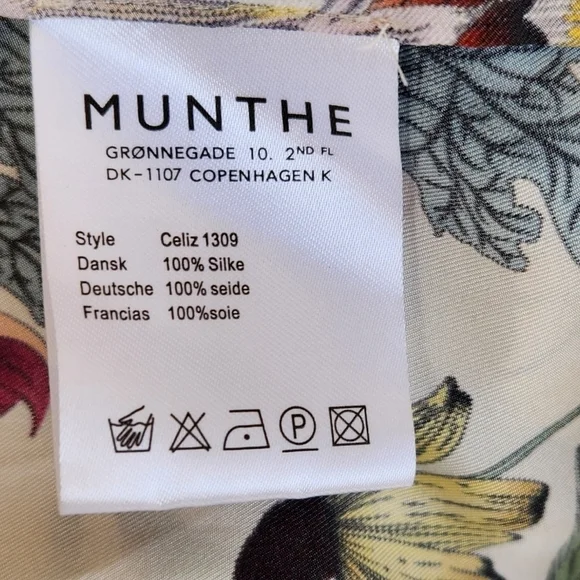 MUNTHE
GRØNNEGADE 10. 2ND FL
DK-1107 COPENHAGEN K
Style Celiz 1309
Dansk 100% Silke
Deutsche 100% seide
Francias 100%soie
P